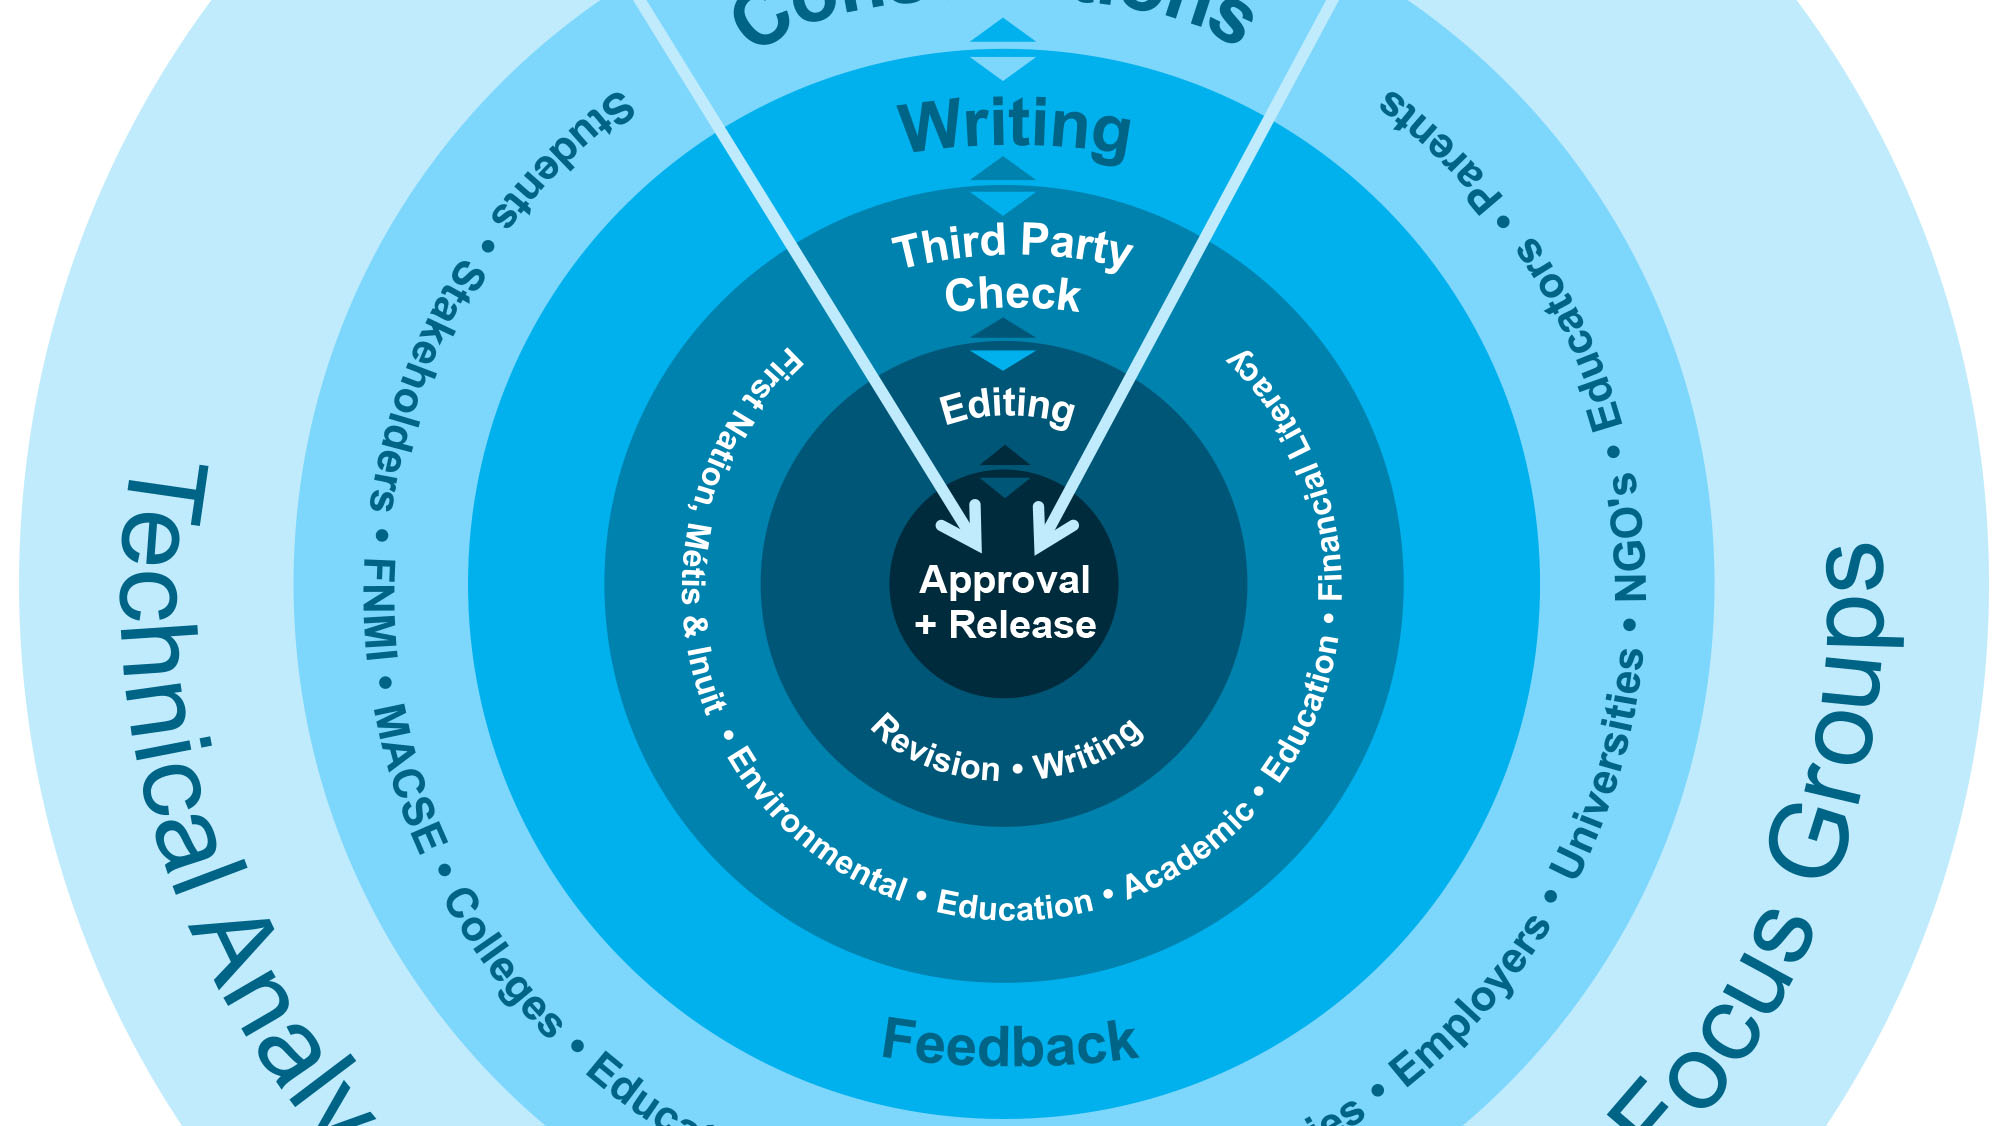 Writing
Third Party
Check
Editing
Approval
+ Release
Revision • Writing
First Nation, Métis & Inuit • Environmental • Education • Academic • Education • Financial Literacy
Feedback
Students • Stakeholders • FNMI • MACSE • Colleges •
• Employers • Universities • NGO's • Educators • Parents
Technical
Focus Groups